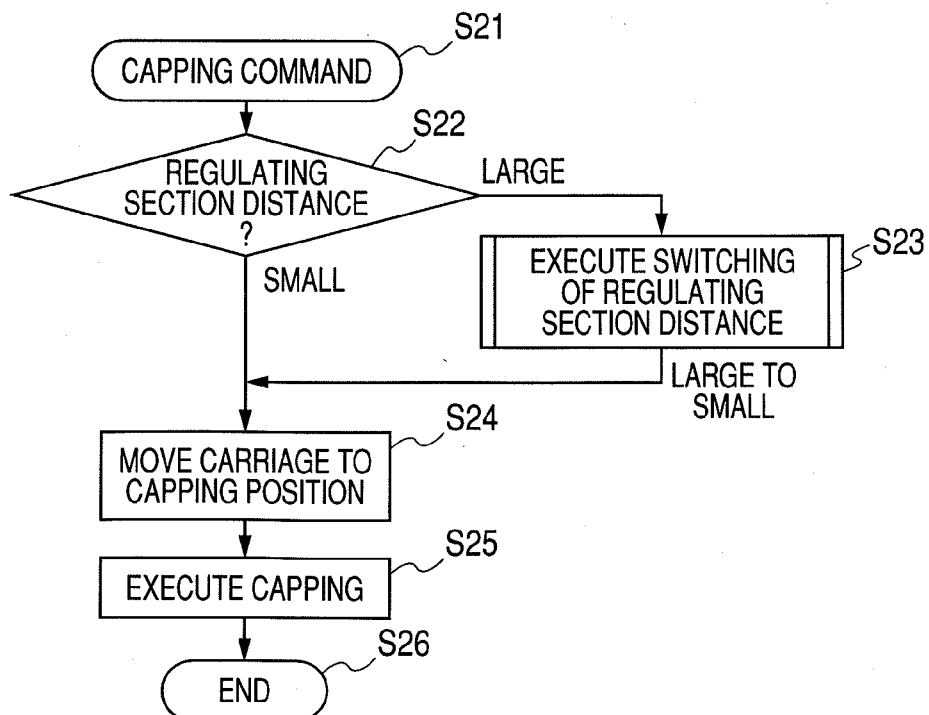 S21
CAPPING COMMAND
S22
REGULATING
SECTION DISTANCE
?
LARGE
SMALL
S23
EXECUTE SWITCHING
OF REGULATING
SECTION DISTANCE
LARGE TO
SMALL
S24
MOVE CARRIAGE TO
CAPPING POSITION
S25
EXECUTE CAPPING
S26
END